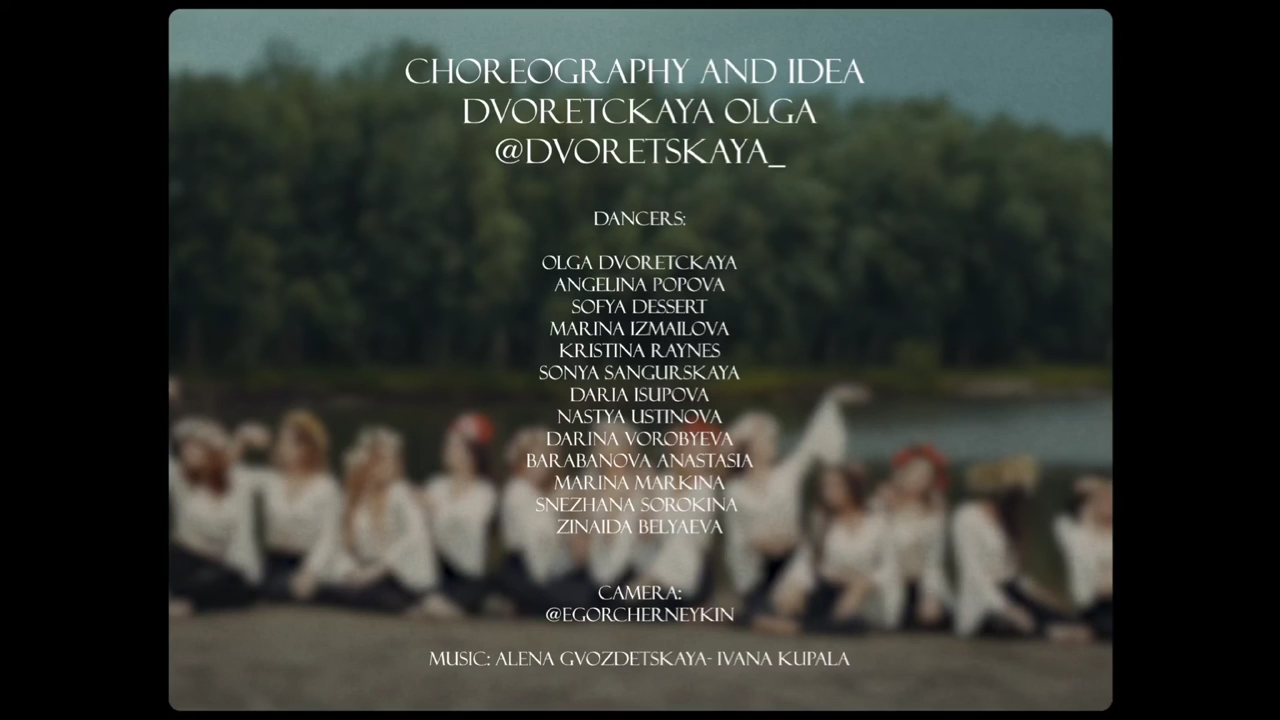 CHOREOGRAPHY AND IDEA
DVORETCKAYA OLGA
@DVORETSKAYA_
DANCERS:
OLGA DVORETCKAYA
ANGELINA POPOVA
SOFYA DESSERT
MARINA IZMAILOVA
KRISTINA RAYNES
SONYA SANGURSKAYA
DARIA ISUPOVA
NASTYA USTINOVA
DARINA VOROBYEVA
BARABANOVA ANASTASIA
MARINA MARKINA
SNEZHANA SOROKINA
ZINAIDA BELYAEVA
CAMERA:
@EGORCHERNEYKIN
MUSIC: ALENA GVOZDETSKAYA- IVANA KUPALA